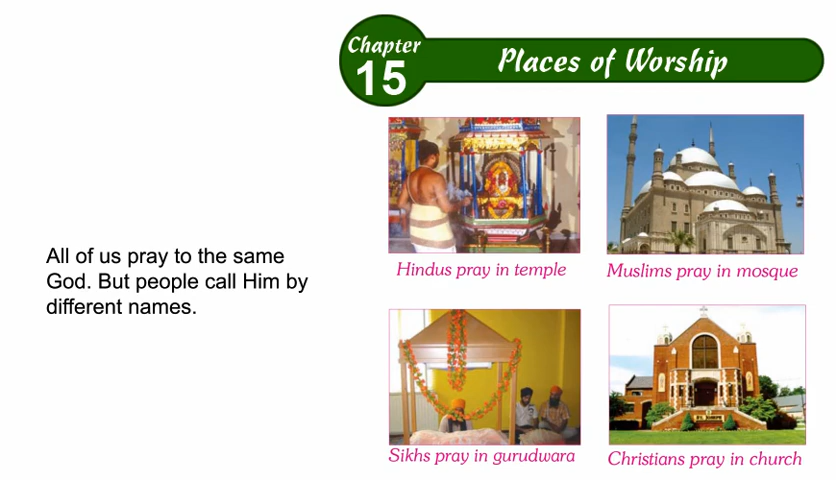 Chapter
15
Places of Worship
Hindus pray in temple
Muslims pray in mosque
All of us pray to the same
God. But people call Him by
different names.
Sikhs pray in gurudwara
Christians pray in church